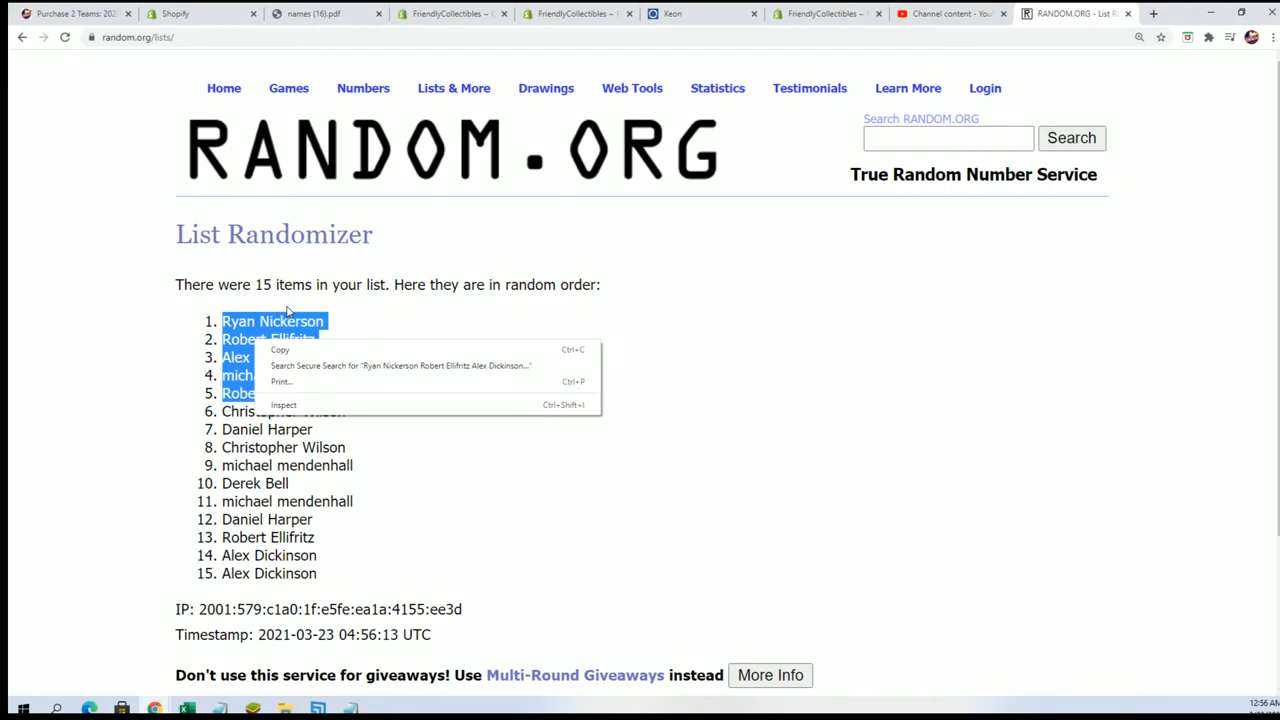 Purchase 2 Teams: 202
Shopify
names (16).pdf
FriendlyCollectibles ~
FriendlyCollectibles ~
Xeon
FriendlyCollectibles ~
Channel content - You
RANDOM.ORG - List R
random.org/lists/
Home
Games
Numbers
Lists & More
Drawings
Web Tools
Statistics
Testimonials
Learn More
Login
RANDOM.ORG
Search RANDOM.ORG
Search
True Random Number Service
List Randomizer
There were 15 items in your list. Here they are in random order:
1. Ryan Nickerson
2. Robert Ellifritz
3. Alex
4. mich
5. Robe
Copy Ctrl+C
Search Secure Search for "Ryan Nickerson Robert Ellifritz Alex Dickinson..."
Print... Ctrl+P
Inspect Ctrl+Shift+I
6. Christopher Wilson
7. Daniel Harper
8. Christopher Wilson
9. michael mendenhall
10. Derek Bell
11. michael mendenhall
12. Daniel Harper
13. Robert Ellifritz
14. Alex Dickinson
15. Alex Dickinson
IP: 2001:579:c1a0:1f:e5fe:ea1a:4155:ee3d
Timestamp: 2021-03-23 04:56:13 UTC
Don't use this service for giveaways! Use Multi-Round Giveaways instead
More Info
12:56 AM